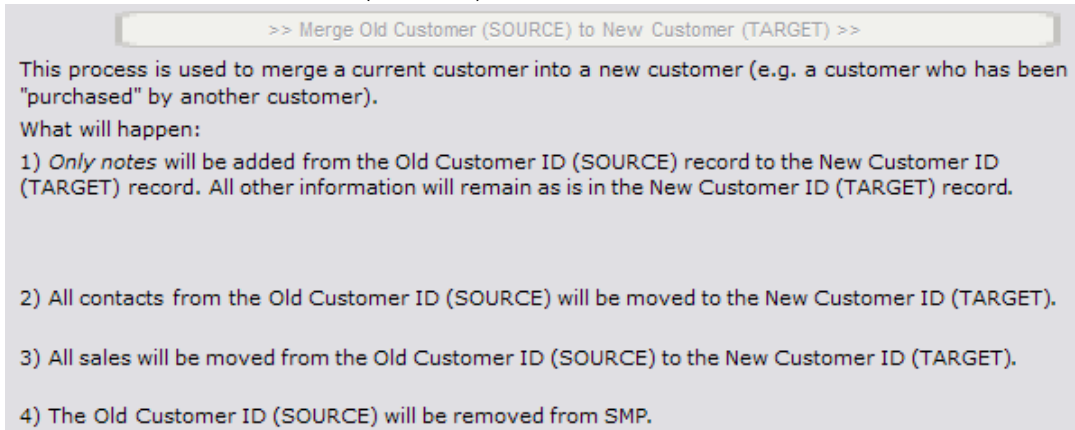 >> Merge Old Customer (SOURCE) to New Customer (TARGET) >>
This process is used to merge a current customer into a new customer (e.g. a customer who has been
"purchased" by another customer).
What will happen:
1) Only notes will be added from the Old Customer ID (SOURCE) record to the New Customer ID
(TARGET) record. All other information will remain as is in the New Customer ID (TARGET) record.
2) All contacts from the Old Customer ID (SOURCE) will be moved to the New Customer ID (TARGET).
3) All sales will be moved from the Old Customer ID (SOURCE) to the New Customer ID (TARGET).
4) The Old Customer ID (SOURCE) will be removed from SMP.